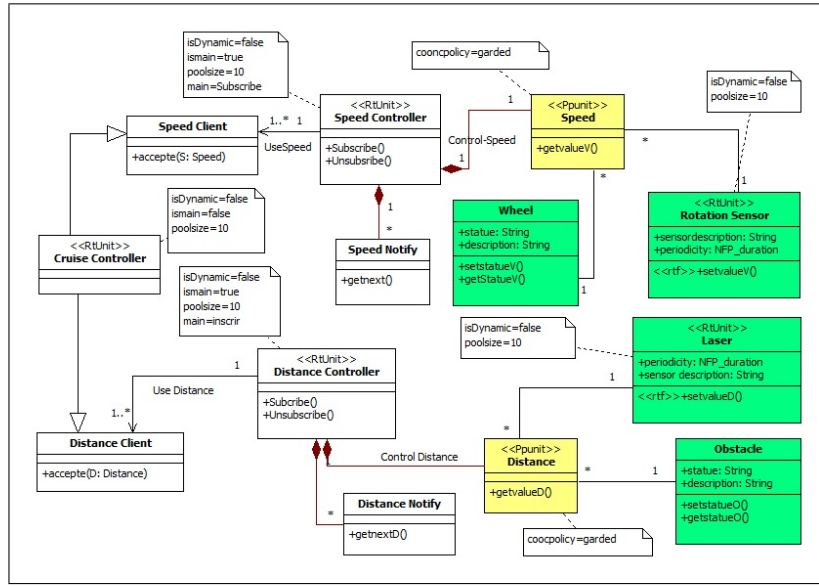 isDynamic=false
ismain=true
poolsize=10
main=Subscribe
cooncpolicy=garded
isDynamic=false
poolsize=10
Speed Client
+accepte(S: Speed)
1..*
1
UseSpeed
<<RtUnit>>
Speed Controller
+Subscribe()
+Unsubsribe()
1
Control-Speed
1
<<Ppunit>>
Speed
+getvalueV()
*
*
1
<<RtUnit>>
Rotation Sensor
+sensordescription: String
+periodicity: NFP_duration
<<rtf>>+setvalueV()
isDynamic=false
ismain=false
poolsize=10
1
*
Wheel
+statue: String
+description: String
+setstatueV()
+getStatueV()
1
<<RtUnit>>
Cruise Controller
Speed Notify
+getnext()
isDynamic=false
ismain=true
poolsize=10
main=inscrir
isDynamic=false
poolsize=10
<<RtUnit>>
Laser
+periodicity: NFP_duration
+sensor description: String
<<rtf>>+setvalueD()
1
1
Use Distance
1..*
<<RtUnit>>
Distance Controller
+Subcribe()
+Unsubscribe()
*
Distance Client
+accepte(D: Distance)
Control Distance
<<Ppunit>>
Distance
+getvalueD()
*
1
Obstacle
+statue: String
+description: String
+setstatueO()
+getstatueO()
*
Distance Notify
+getnextD()
coocpolicy=garded